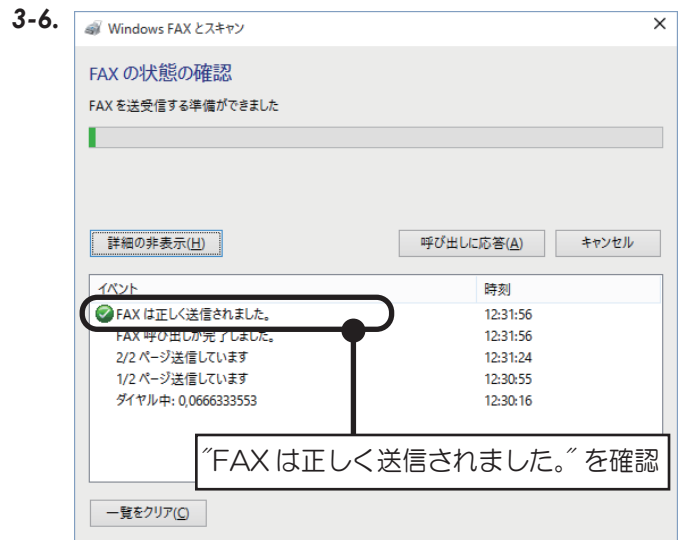 3-6.
Windows FAX とスキャン
FAX の状態の確認
FAX を送受信する準備ができました
詳細の非表示(H)
呼び出しに応答(A)
キャンセル
イベント 時刻
FAX は正しく送信されました。 12:31:56
FAX 呼び出しが完了しました。 12:31:56
2/2 ページ送信しています 12:31:24
1/2 ページ送信しています 12:30:55
ダイヤル中: 0,0666333553 12:30:16
″FAX は正しく送信されました。″ を確認
一覧をクリア(C)